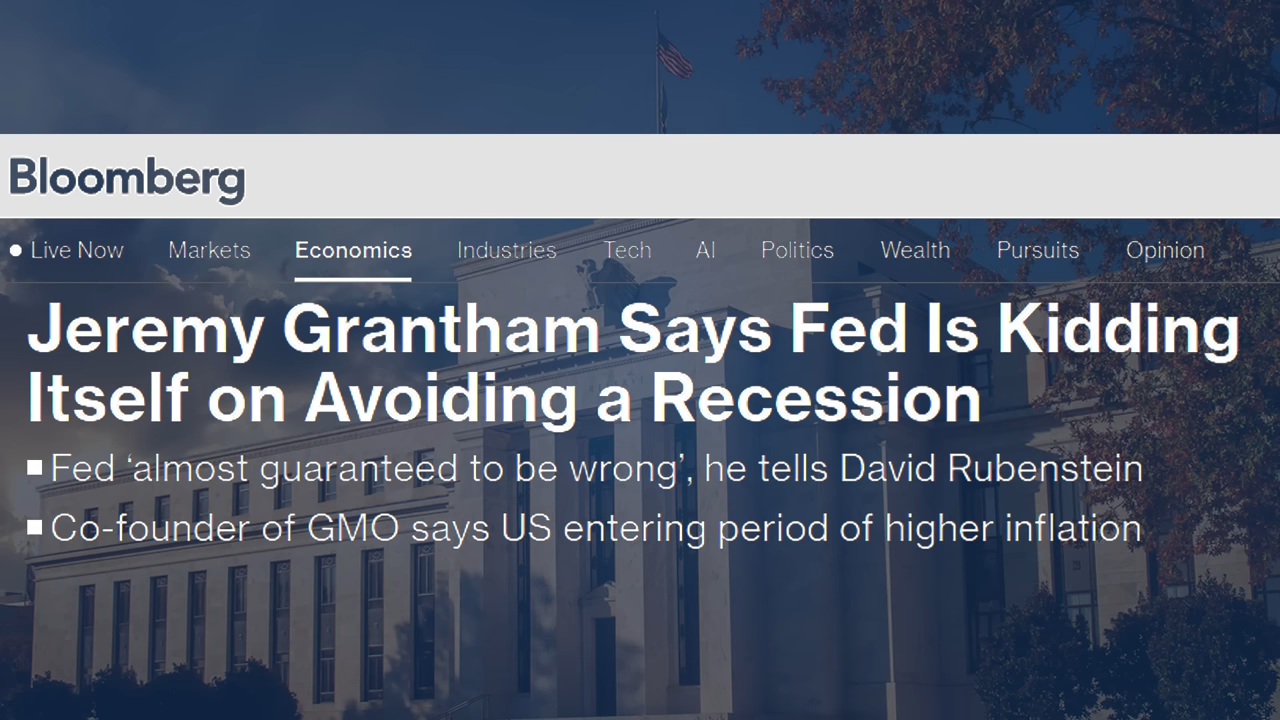 Bloomberg
Live Now Markets Economics Industries Tech AI Politics Wealth Pursuits Opinion
Jeremy Grantham Says Fed Is Kidding
Itself on Avoiding a Recession
Fed ‘almost guaranteed to be wrong’, he tells David Rubenstein
Co-founder of GMO says US entering period of higher inflation